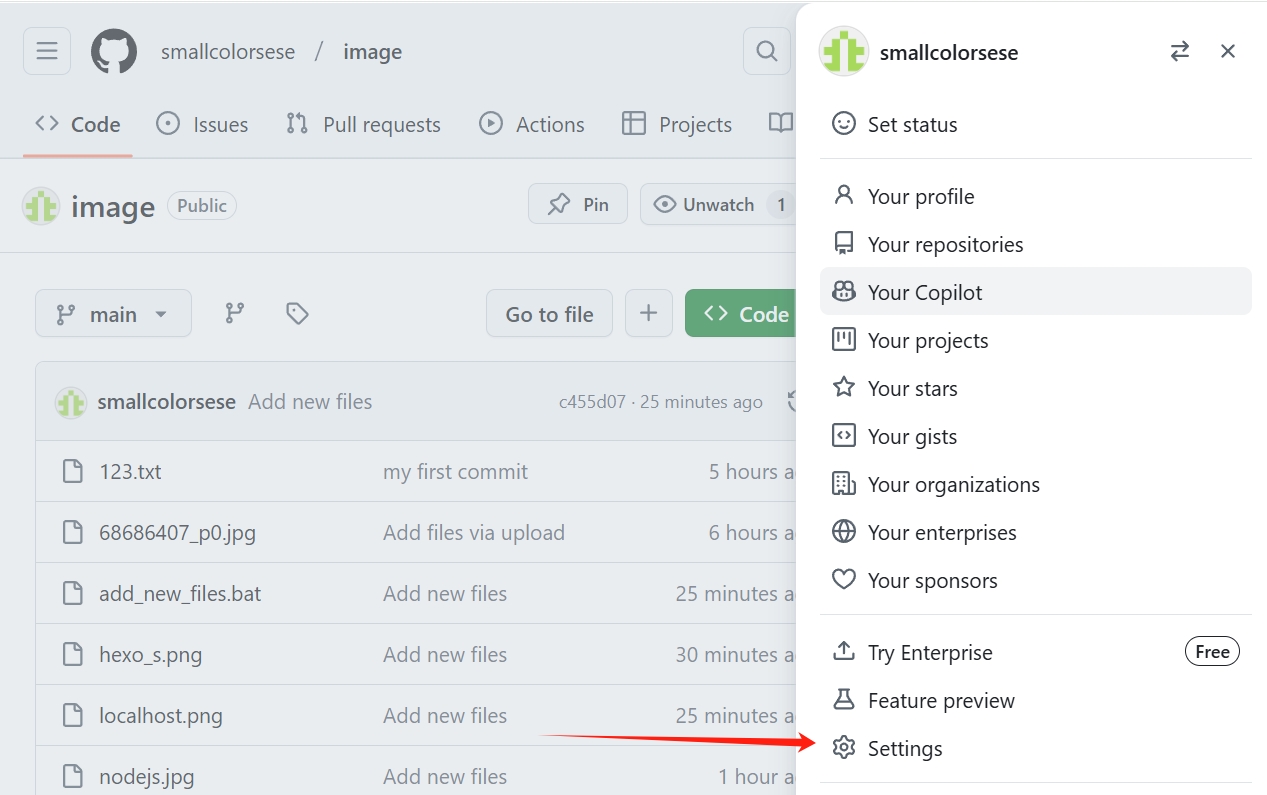 smallcolorsese / image
Code Issues Pull requests Actions Projects
image Public Pin Unwatch 1
main Go to file Code
smallcolorsese Add new files c455d07 · 25 minutes ago
123.txt my first commit 5 hours a
68686407_p0.jpg Add files via upload 6 hours a
add_new_files.bat Add new files 25 minutes a
hexo_s.png Add new files 30 minutes a
localhost.png Add new files 25 minutes a
nodejs.jpg Add new files 1 hour a
smallcolorsese
Set status
Your profile
Your repositories
Your Copilot
Your projects
Your stars
Your gists
Your organizations
Your enterprises
Your sponsors
Try Enterprise Free
Feature preview
Settings